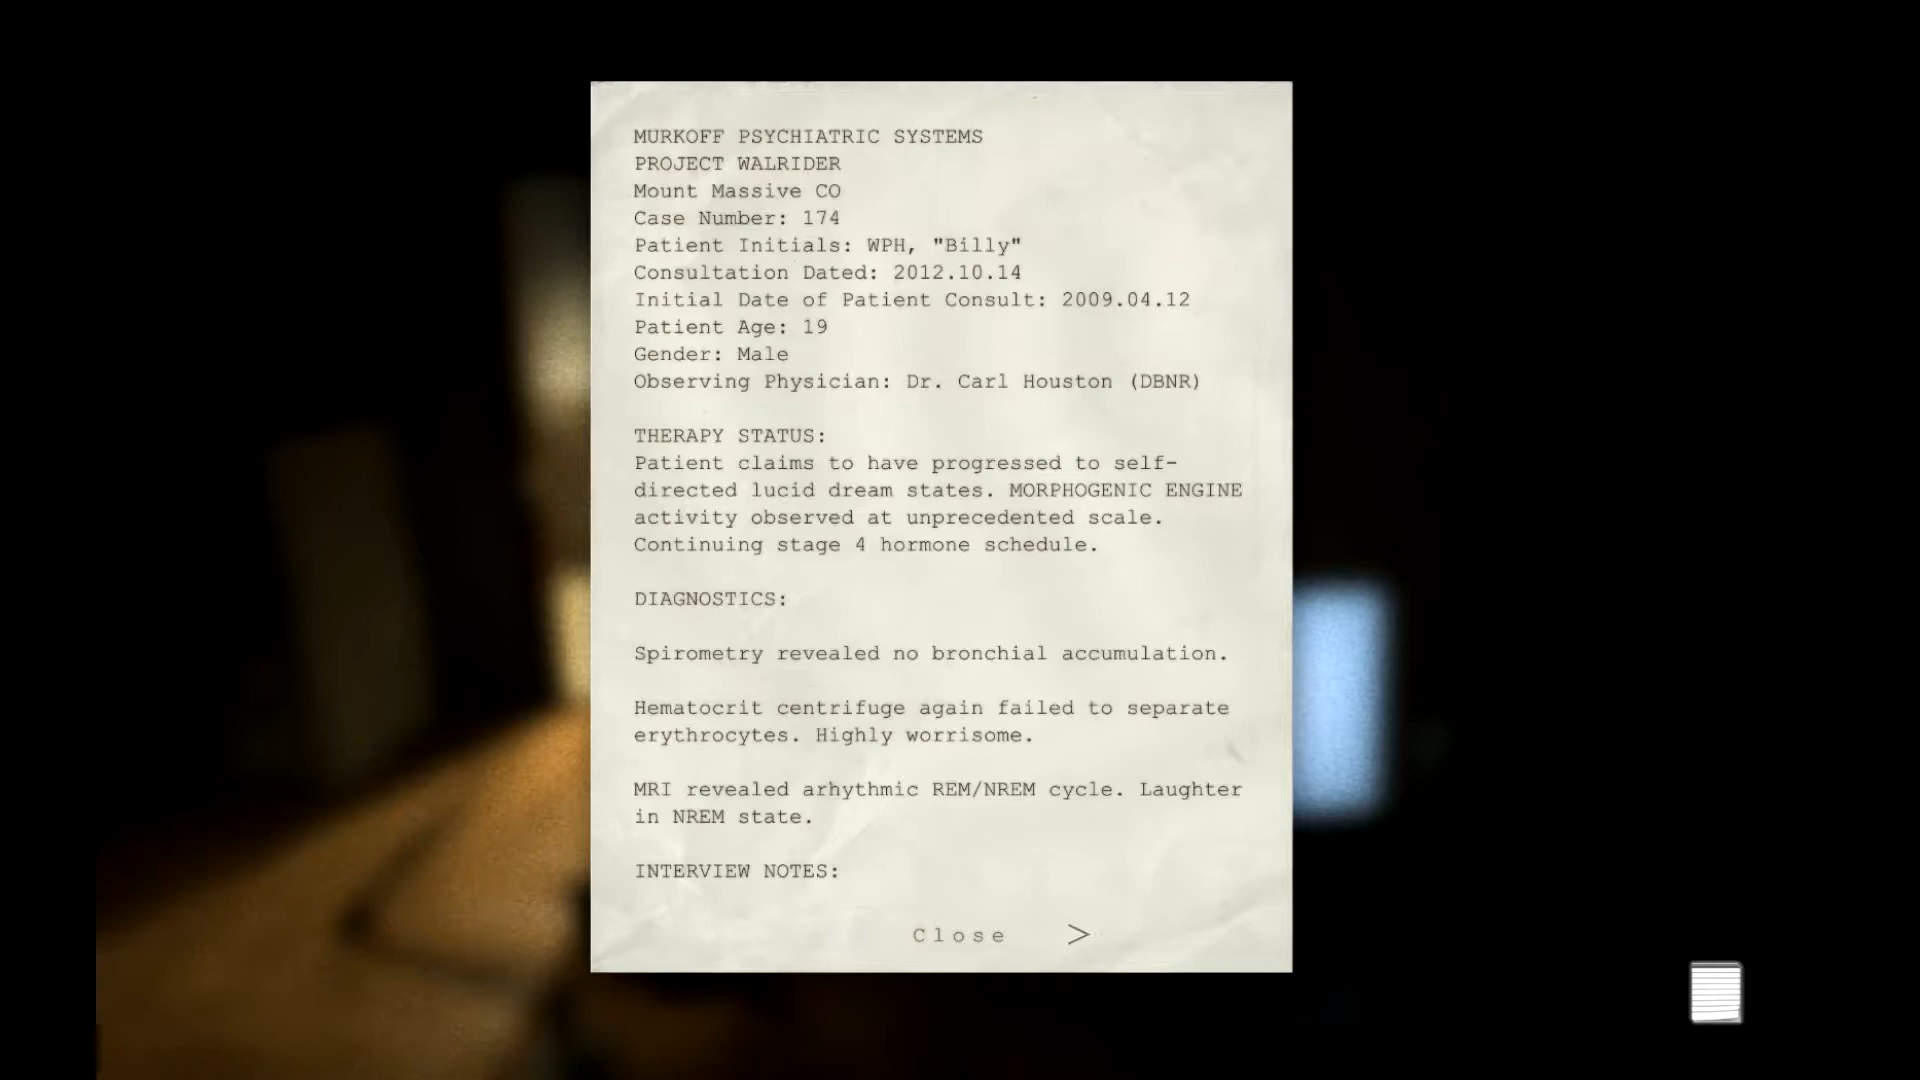 MURKOFF PSYCHIATRIC SYSTEMS
PROJECT WALRIDER
Mount Massive CO
Case Number: 174
Patient Initials: WPH, "Billy"
Consultation Dated: 2012.10.14
Initial Date of Patient Consult: 2009.04.12
Patient Age: 19
Gender: Male
Observing Physician: Dr. Carl Houston (DBNR)
THERAPY STATUS:
Patient claims to have progressed to self-
directed lucid dream states. MORPHOGENIC ENGINE
activity observed at unprecedented scale.
Continuing stage 4 hormone schedule.
DIAGNOSTICS:
Spirometry revealed no bronchial accumulation.
Hematocrit centrifuge again failed to separate
erythrocytes. Highly worrisome.
MRI revealed arhythmic REM/NREM cycle. Laughter
in NREM state.
INTERVIEW NOTES:
Close >